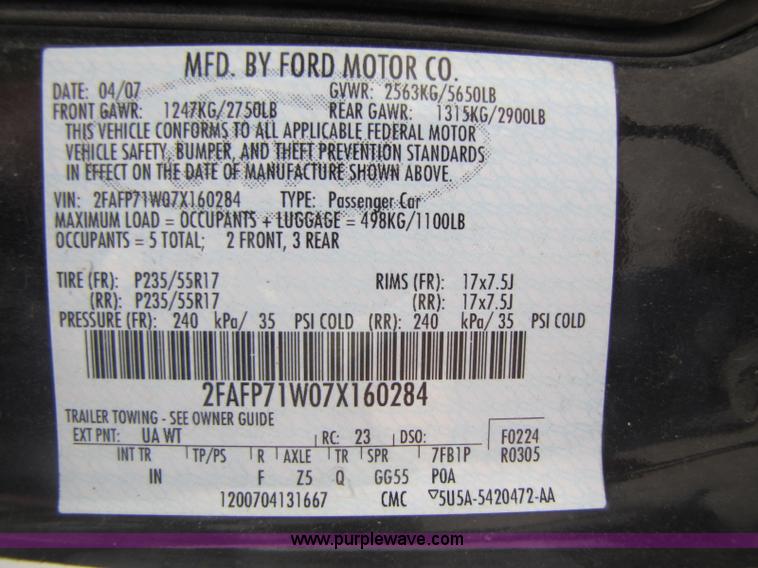 MFD. BY FORD MOTOR CO.
DATE: 04/07 GVWR: 2563KG/5650LB
FRONT GAWR: 1247KG/2750LB REAR GAWR: 1315KG/2900LB
THIS VEHICLE CONFORMS TO ALL APPLICABLE FEDERAL MOTOR
VEHICLE SAFETY, BUMPER, AND THEFT PREVENTION STANDARDS
IN EFFECT ON THE DATE OF MANUFACTURE SHOWN ABOVE.
VIN: 2FAFP71W07X160284 TYPE: Passenger Car
MAXIMUM LOAD = OCCUPANTS + LUGGAGE = 498KG/1100LB
OCCUPANTS = 5 TOTAL; 2 FRONT, 3 REAR
TIRE (FR): P235/55R17 RIMS (FR): 17x7.5J
(RR): P235/55R17 (RR): 17x7.5J
PRESSURE (FR): 240 kPa/ 35 PSI COLD (RR): 240 kPa/ 35 PSI COLD
2FAFP71W07X160284
TRAILER TOWING - SEE OWNER GUIDE
EXT PNT: UA WT RC: 23 DSO: F0224
INT TR TP/PS R AXLE TR SPR 7FB1P R0305
IN F Z5 Q GG55 POA
1200704131667 CMC ▽5U5A-5420472-AA
www.purplewave.com